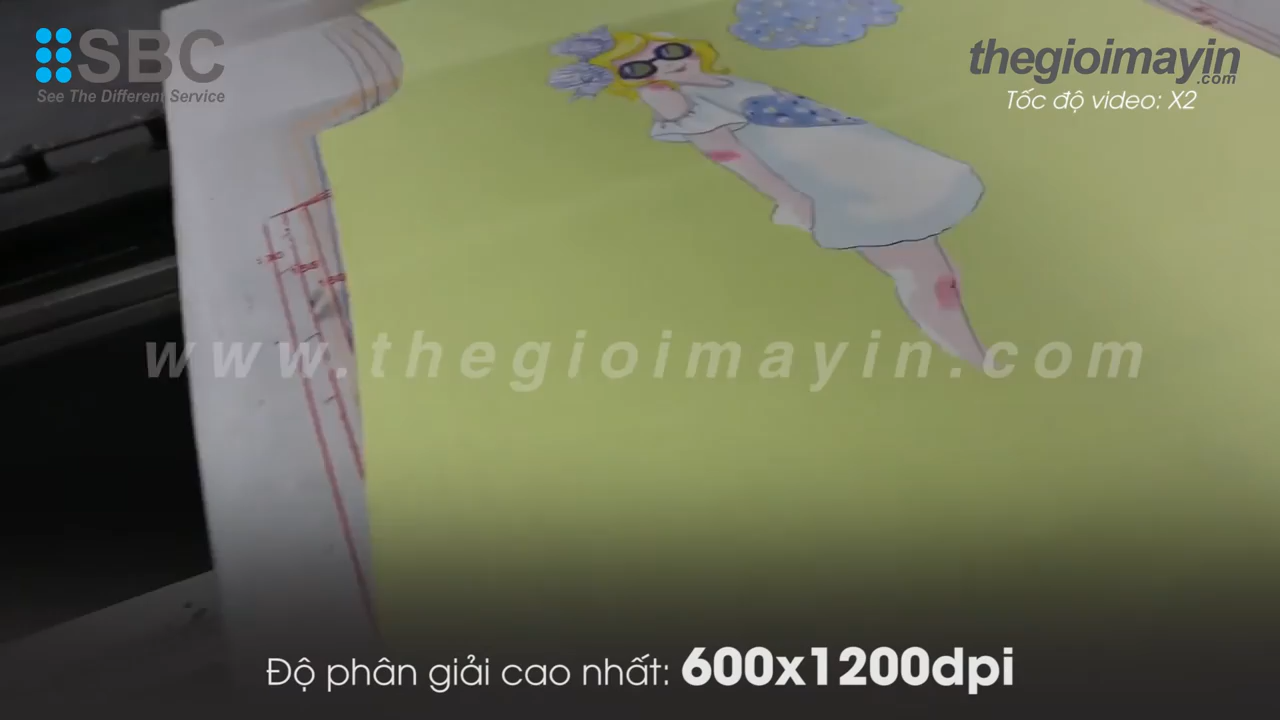 SBC
See The Different Service
thegioimayin
.com
Tốc độ video: X2
www.thegioimayin.com
Độ phân giải cao nhất: 600x1200dpi